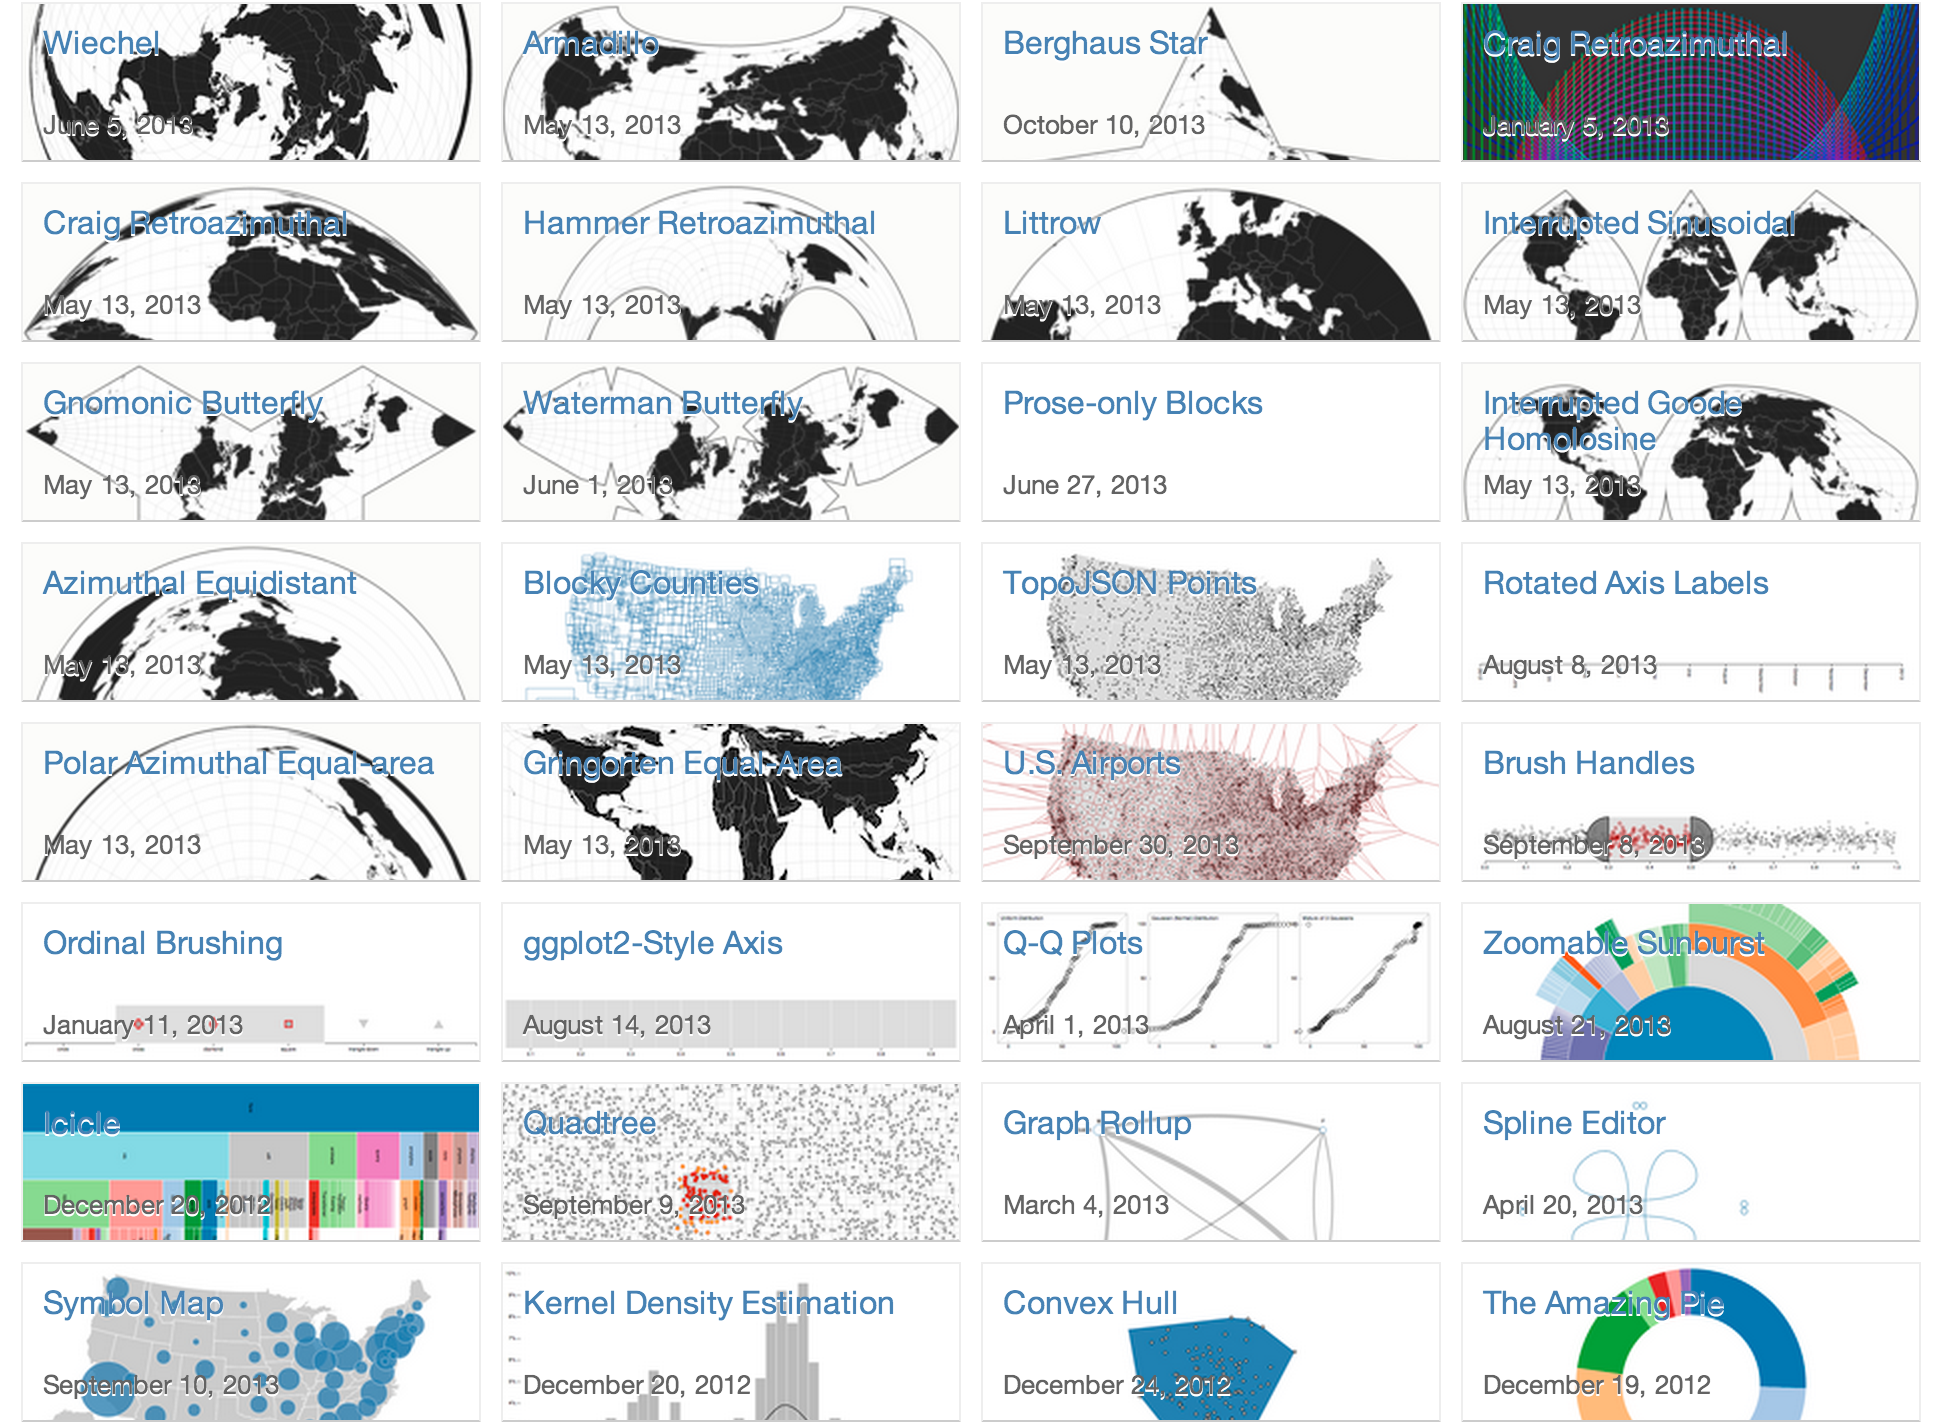 Wiechel
June 5, 2013
Armadillo
May 13, 2013
Berghaus Star
October 10, 2013
Craig Retroazimuthal
January 5, 2013
Craig Retroazimuthal
May 13, 2013
Hammer Retroazimuthal
May 13, 2013
Littrow
May 13, 2013
Interrupted Sinusoidal
May 13, 2013
Gnomonic Butterfly
May 13, 2013
Waterman Butterfly
June 1, 2013
Prose-only Blocks
June 27, 2013
Interrupted Goode
Homolosine
May 13, 2013
Azimuthal Equidistant
May 13, 2013
Blocky Counties
May 13, 2013
TopoJSON Points
May 13, 2013
Rotated Axis Labels
August 8, 2013
Polar Azimuthal Equal-area
May 13, 2013
Gringorten Equal-Area
May 13, 2013
U.S. Airports
September 30, 2013
Brush Handles
September 8, 2013
Ordinal Brushing
January 11, 2013
ggplot2-Style Axis
August 14, 2013
Q-Q Plots
April 1, 2013
Zoomable Sunburst
August 21, 2013
Icicle
December 20, 2012
Quadtree
September 9, 2013
Graph Rollup
March 4, 2013
Spline Editor
April 20, 2013
Symbol Map
September 10, 2013
Kernel Density Estimation
December 20, 2012
Convex Hull
December 24, 2012
The Amazing Pie
December 19, 2012